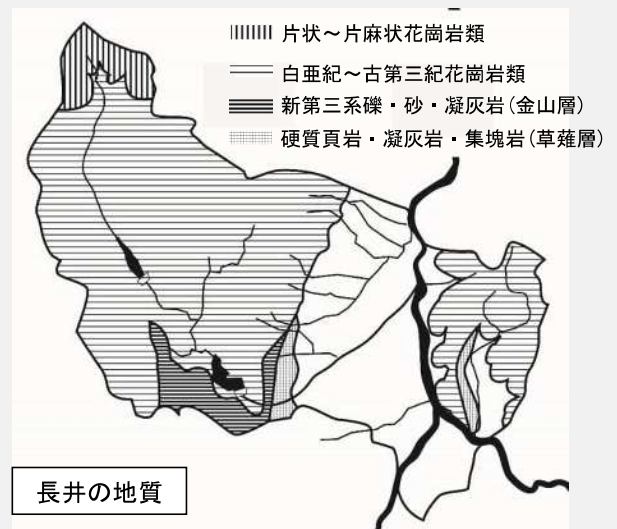 片状～片麻状花崗岩類
白亜紀～古第三紀花崗岩類
新第三系礫・砂・凝灰岩(金山層)
硬質頁岩・凝灰岩・集塊岩(草薙層)
長井の地質